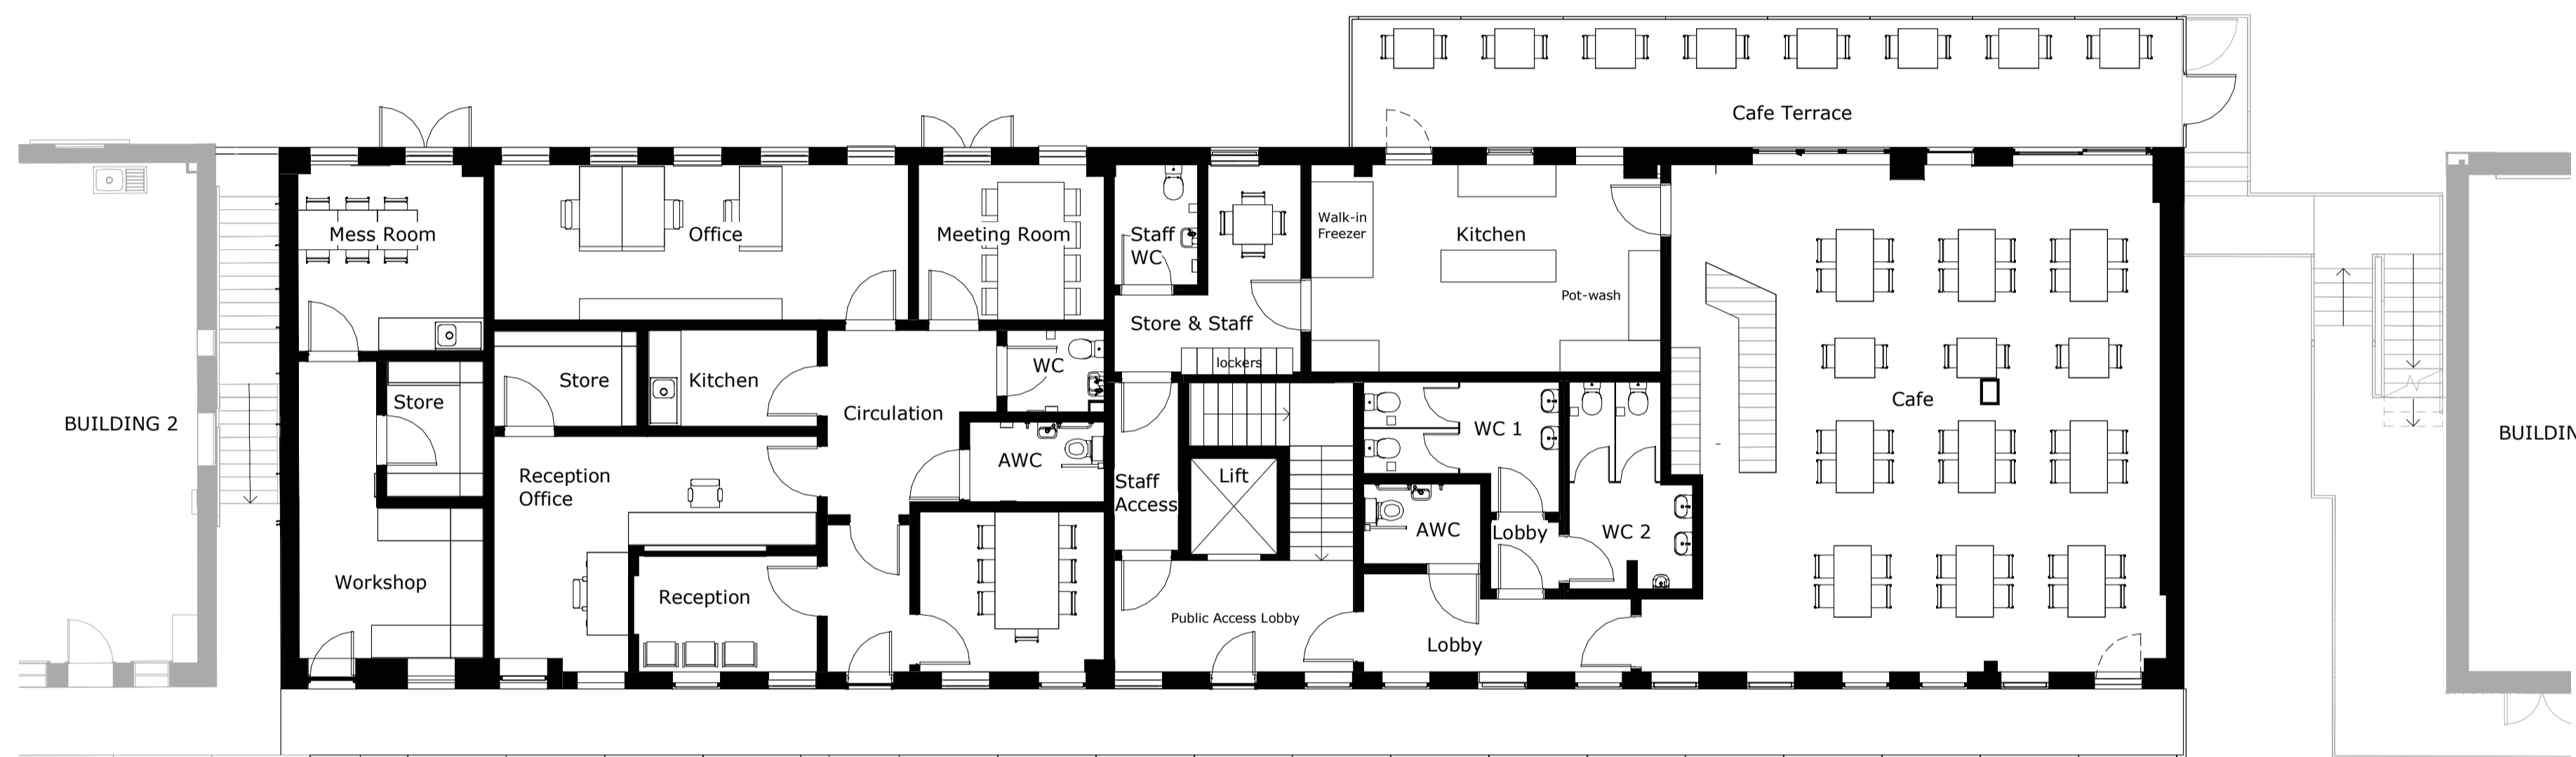 Cafe Terrace
Mess Room
Office
Meeting Room
Staff
WC
Walk-in
Freezer
Kitchen
Pot-wash
Store & Staff
lockers
Store
Store
Kitchen
Circulation
WC
AWC
BUILDING 2
Reception
Office
Staff
Access
Lift
WC 1
AWC
Lobby
WC 2
Cafe
BUILDIN
Workshop
Reception
Public Access Lobby
Lobby